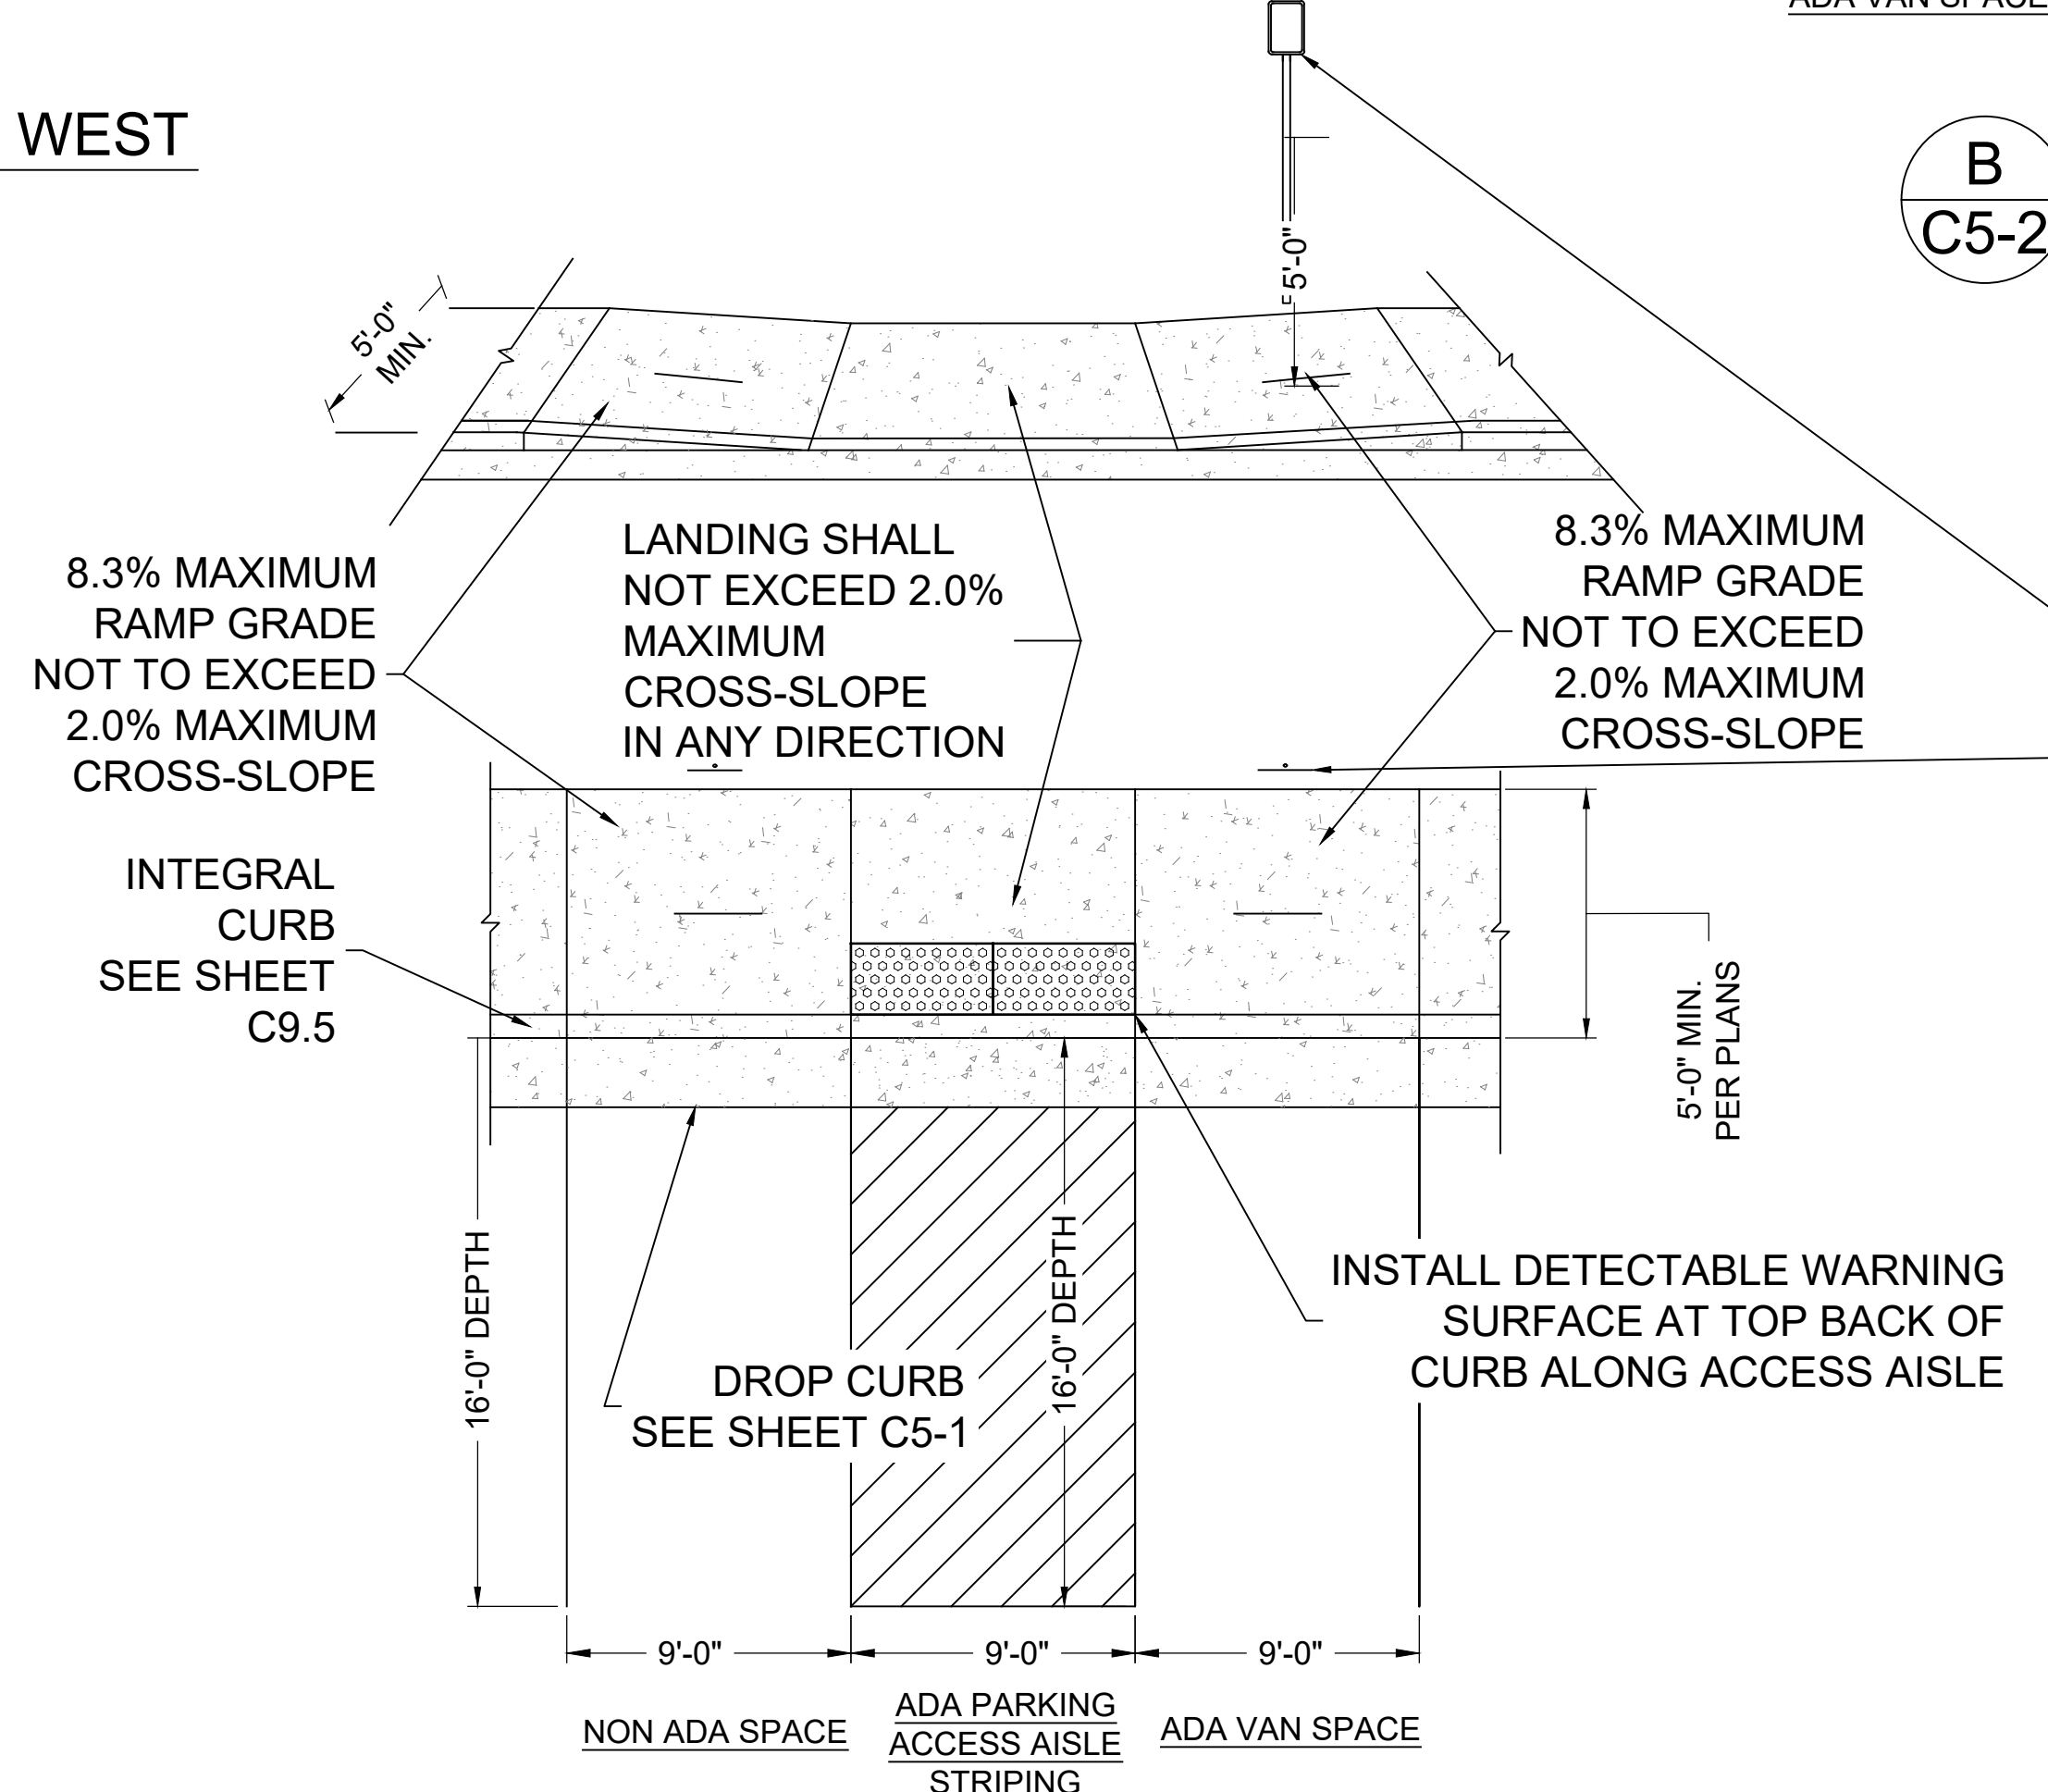 ADA VAN SPACE
WEST
B
C5-2
5'-0"
5'-0"
MIN.
8.3% MAXIMUM
RAMP GRADE
NOT TO EXCEED
2.0% MAXIMUM
CROSS-SLOPE
LANDING SHALL
NOT EXCEED 2.0%
MAXIMUM
CROSS-SLOPE
IN ANY DIRECTION
8.3% MAXIMUM
RAMP GRADE
NOT TO EXCEED
2.0% MAXIMUM
CROSS-SLOPE
INTEGRAL
CURB
SEE SHEET
C9.5
5'-0" MIN.
PER PLANS
16'-0" DEPTH
16'-0" DEPTH
DROP CURB
SEE SHEET C5-1
INSTALL DETECTABLE WARNING
SURFACE AT TOP BACK OF
CURB ALONG ACCESS AISLE
9'-0"
9'-0"
9'-0"
NON ADA SPACE
ADA PARKING
ACCESS AISLE
STRIPING
ADA VAN SPACE